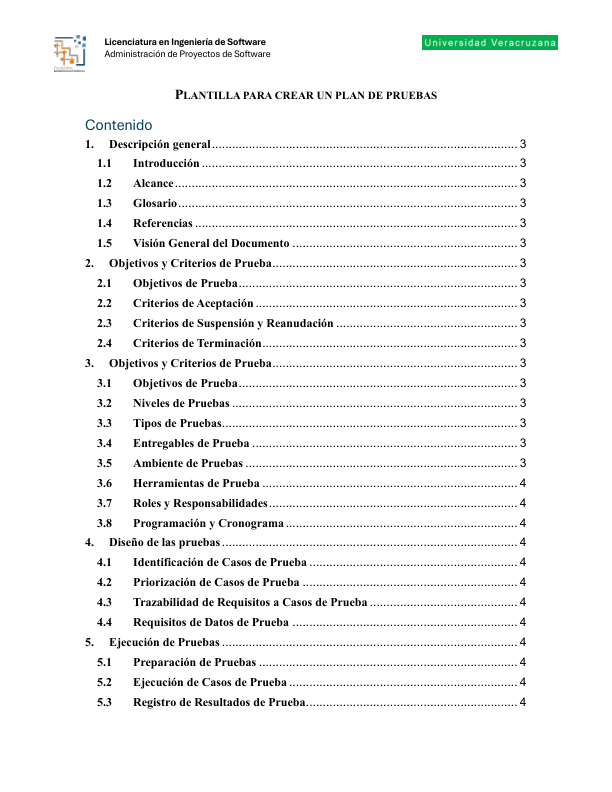 Licenciatura en Ingeniería de Software
Universidad Veracruzana
Administración de Proyectos de Software
PLANTILLA PARA CREAR UN PLAN DE PRUEBAS
Contenido
1. Descripción general 3
1.1 Introducción 3
1.2 Alcance 3
1.3 Glosario 3
1.4 Referencias 3
1.5 Visión General del Documento 3
2. Objetivos y Criterios de Prueba 3
2.1 Objetivos de Prueba 3
2.2 Criterios de Aceptación 3
2.3 Criterios de Suspensión y Reanudación 3
2.4 Criterios de Terminación 3
3. Objetivos y Criterios de Prueba 3
3.1 Objetivos de Prueba 3
3.2 Niveles de Pruebas 3
3.3 Tipos de Pruebas 3
3.4 Entregables de Prueba 3
3.5 Ambiente de Pruebas 3
3.6 Herramientas de Prueba 4
3.7 Roles y Responsabilidades 4
3.8 Programación y Cronograma 4
4. Diseño de las pruebas 4
4.1 Identificación de Casos de Prueba 4
4.2 Priorización de Casos de Prueba 4
4.3 Trazabilidad de Requisitos a Casos de Prueba 4
4.4 Requisitos de Datos de Prueba 4
5. Ejecución de Pruebas 4
5.1 Preparación de Pruebas 4
5.2 Ejecución de Casos de Prueba 4
5.3 Registro de Resultados de Prueba 4